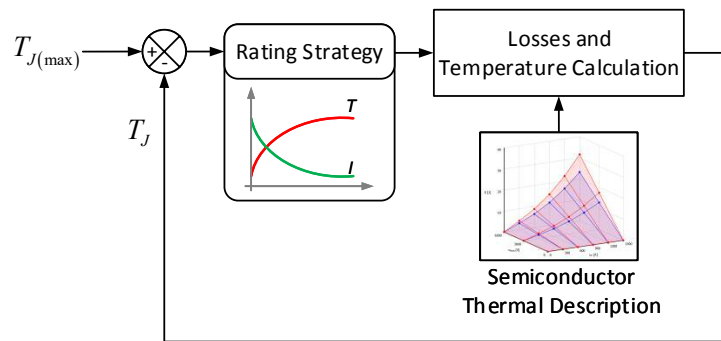 T_J(max)
+
-
Rating Strategy
Losses and
Temperature Calculation
T_J
T
I
Semiconductor
Thermal Description